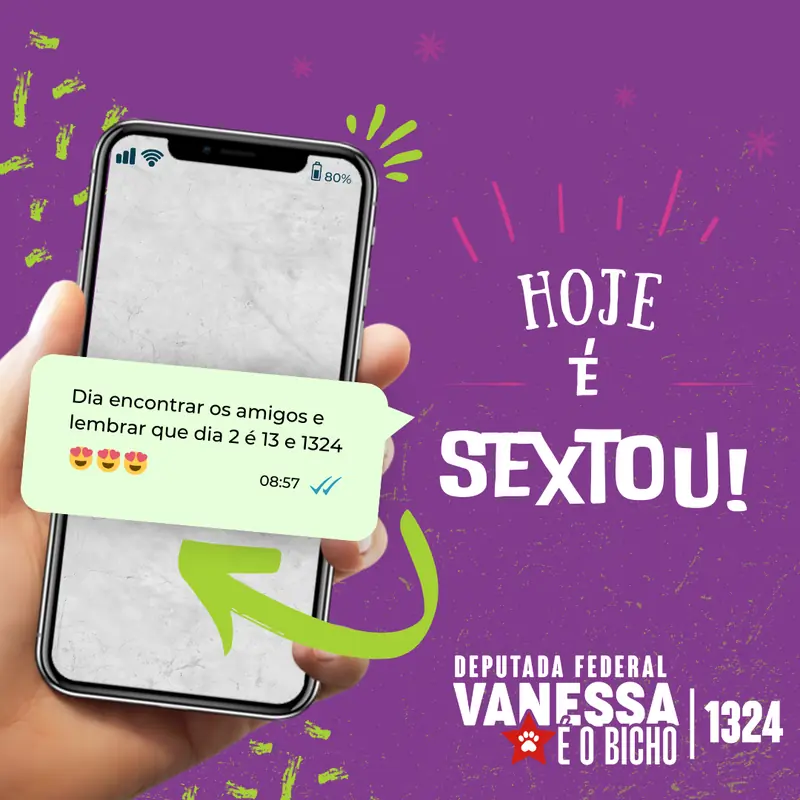 80%
HOJE
É
SEXTOU!
Dia encontrar os amigos e
lembrar que dia 2 é 13 e 1324
😍😍😍
08:57
DEPUTADA FEDERAL
VANESSA
É O BICHO
1324